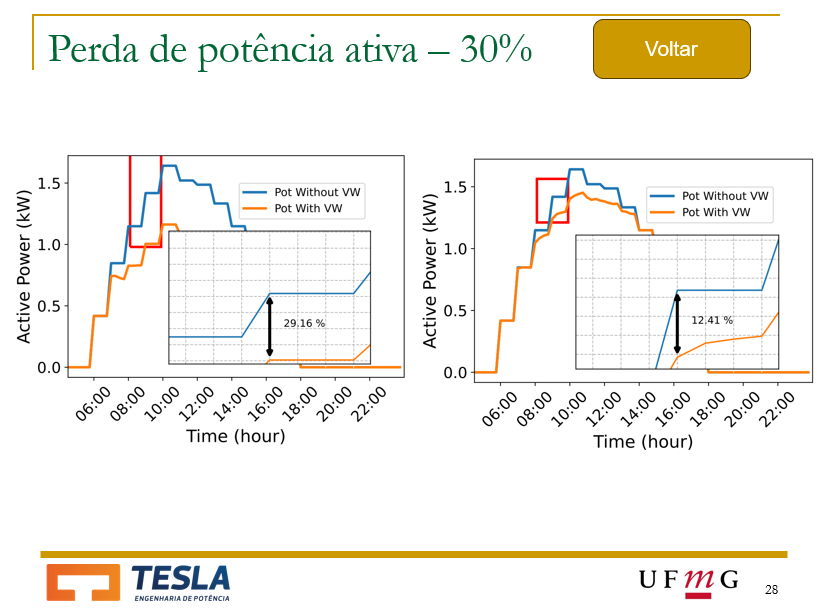 Perda de potência ativa – 30%
Voltar
Active Power (kW)
1.5
1.0
0.5
0.0
Pot Without VW
Pot With VW
29.16 %
06:00 08:00 10:00 12:00 14:00 16:00 18:00 20:00 22:00
Time (hour)
Active Power (kW)
1.5
1.0
0.5
0.0
Pot Without VW
Pot With VW
12.41 %
06:00 08:00 10:00 12:00 14:00 16:00 18:00 20:00 22:00
Time (hour)
TESLA
ENGENHARIA DE POTÊNCIA
UFmG
28